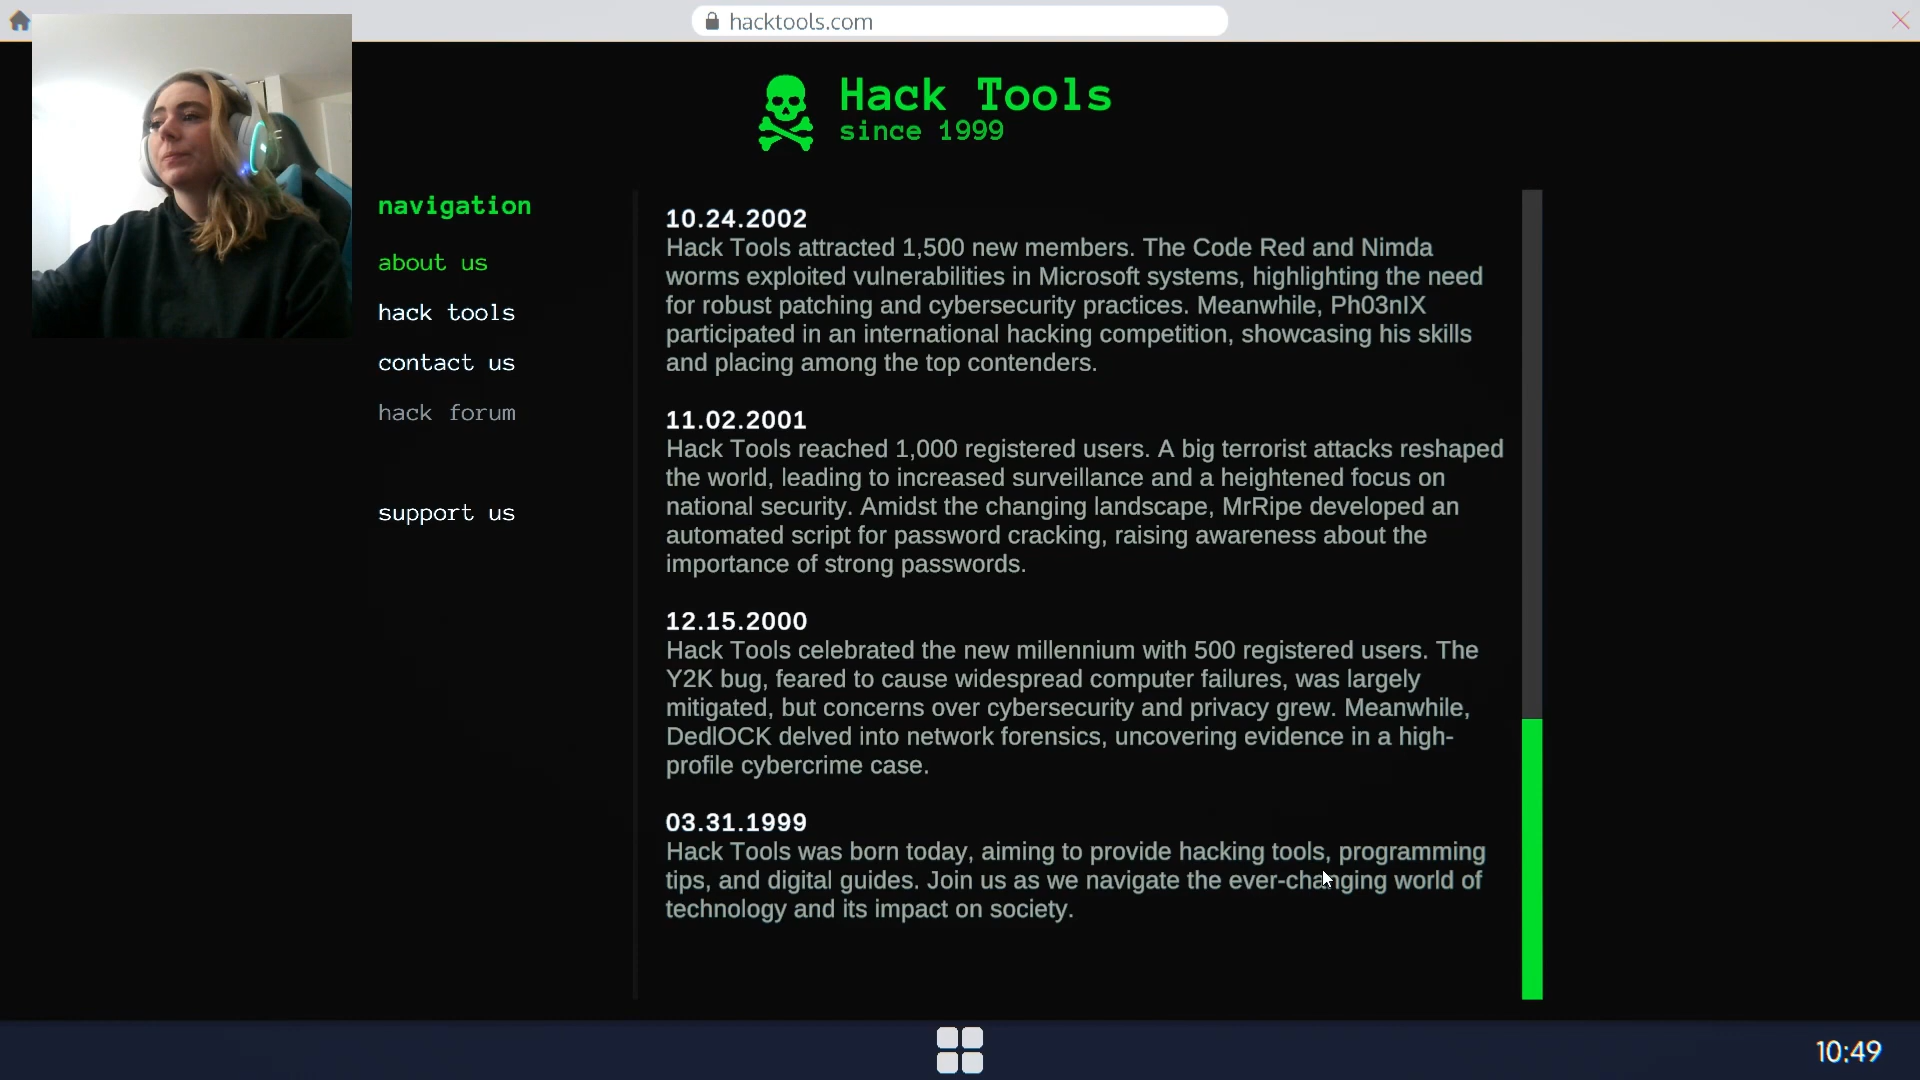 hacktools.com
Hack Tools
since 1999
navigation
about us
hack tools
contact us
hack forum
support us
10.24.2002
Hack Tools attracted 1,500 new members. The Code Red and Nimda
worms exploited vulnerabilities in Microsoft systems, highlighting the need
for robust patching and cybersecurity practices. Meanwhile, Ph03nIX
participated in an international hacking competition, showcasing his skills
and placing among the top contenders.
11.02.2001
Hack Tools reached 1,000 registered users. A big terrorist attacks reshaped
the world, leading to increased surveillance and a heightened focus on
national security. Amidst the changing landscape, MrRipe developed an
automated script for password cracking, raising awareness about the
importance of strong passwords.
12.15.2000
Hack Tools celebrated the new millennium with 500 registered users. The
Y2K bug, feared to cause widespread computer failures, was largely
mitigated, but concerns over cybersecurity and privacy grew. Meanwhile,
DedlOCK delved into network forensics, uncovering evidence in a high-
profile cybercrime case.
03.31.1999
Hack Tools was born today, aiming to provide hacking tools, programming
tips, and digital guides. Join us as we navigate the ever-changing world of
technology and its impact on society.
10:49